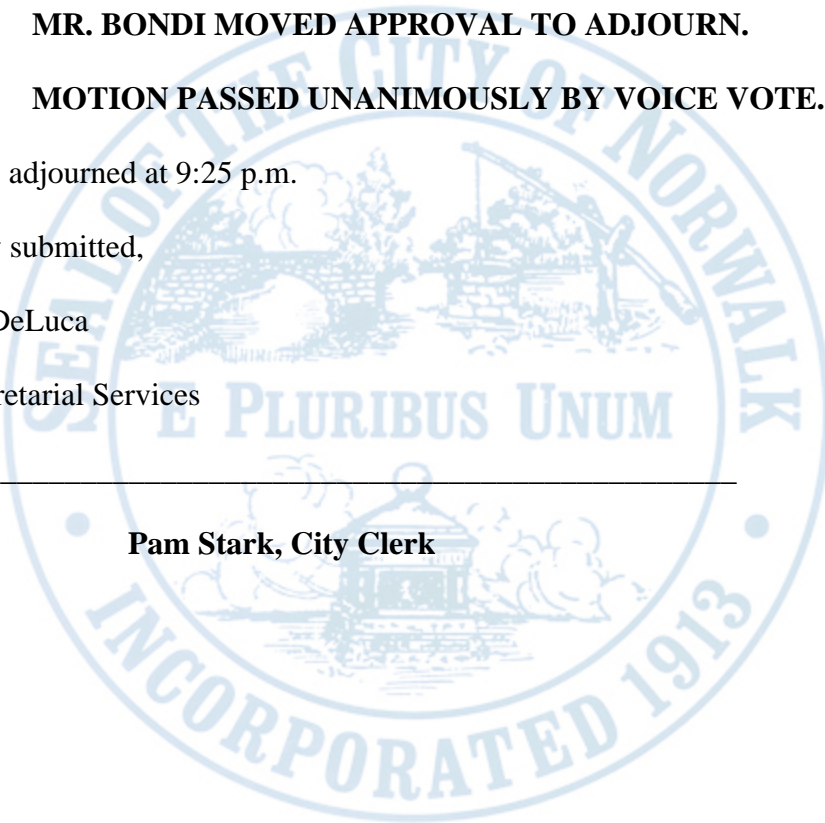 MR. BONDI MOVED APPROVAL TO ADJOURN.
MOTION PASSED UNANIMOUSLY BY VOICE VOTE.
adjourned at 9:25 p.m.
submitted,
DeLuca
retarial Services
Pam Stark, City Clerk
SEAL OF THE CITY OF NORWALK
E PLURIBUS UNUM
INCORPORATED 1913